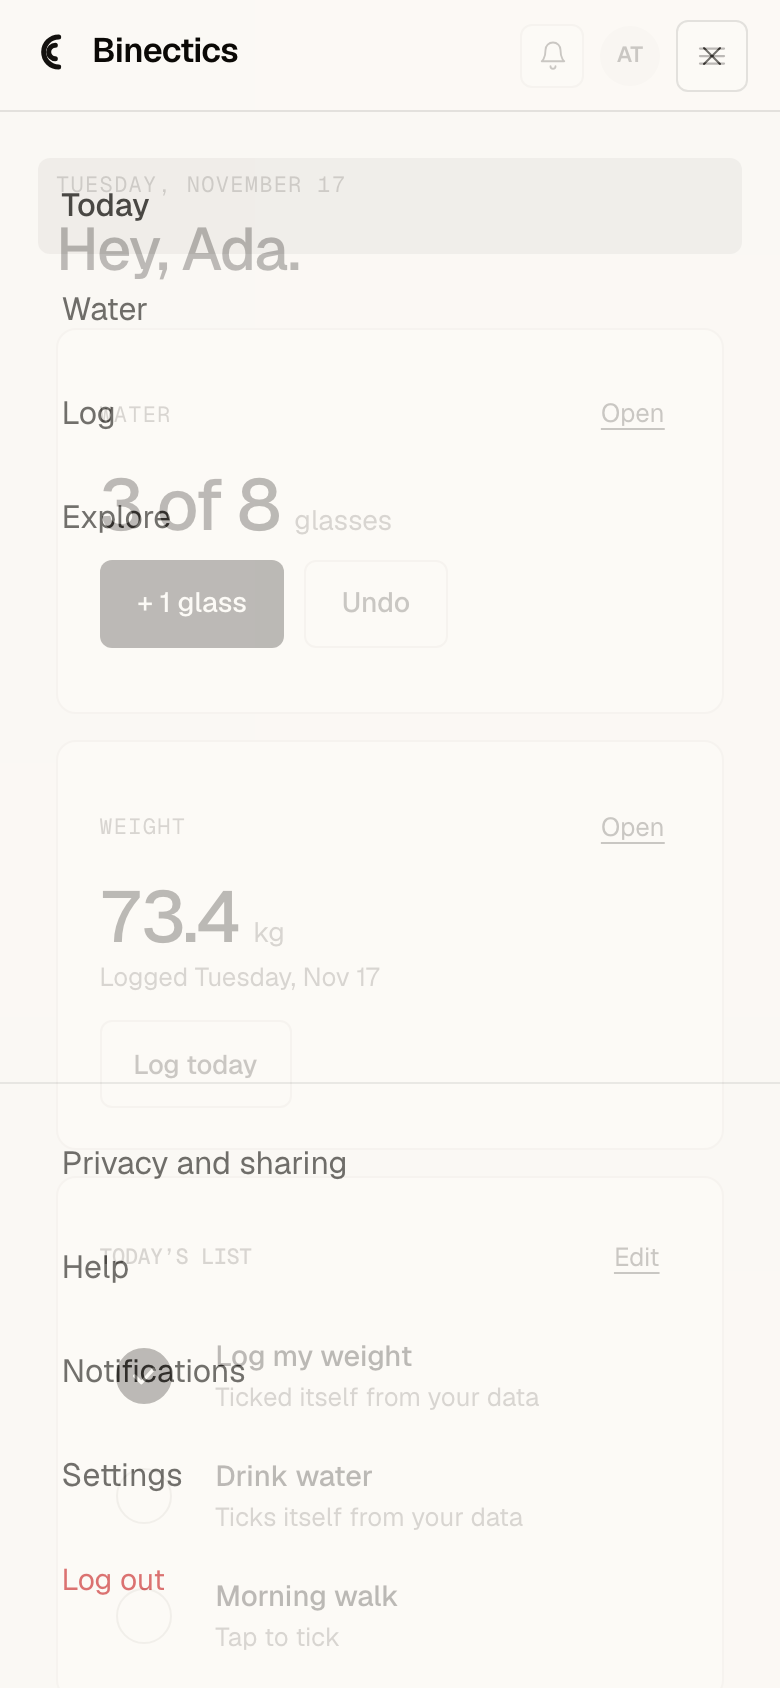 Binectics
AT
TUESDAY, NOVEMBER 17
Today
Hey, Ada.
Water
Log
WATER
Open
Explore
3 of 8 glasses
+ 1 glass
Undo
WEIGHT
Open
73.4 kg
Logged Tuesday, Nov 17
Log today
Privacy and sharing
TODAY'S LIST
Edit
Help
Log my weight
Notifications
Ticked itself from your data
Settings
Drink water
Ticks itself from your data
Log out
Morning walk
Tap to tick